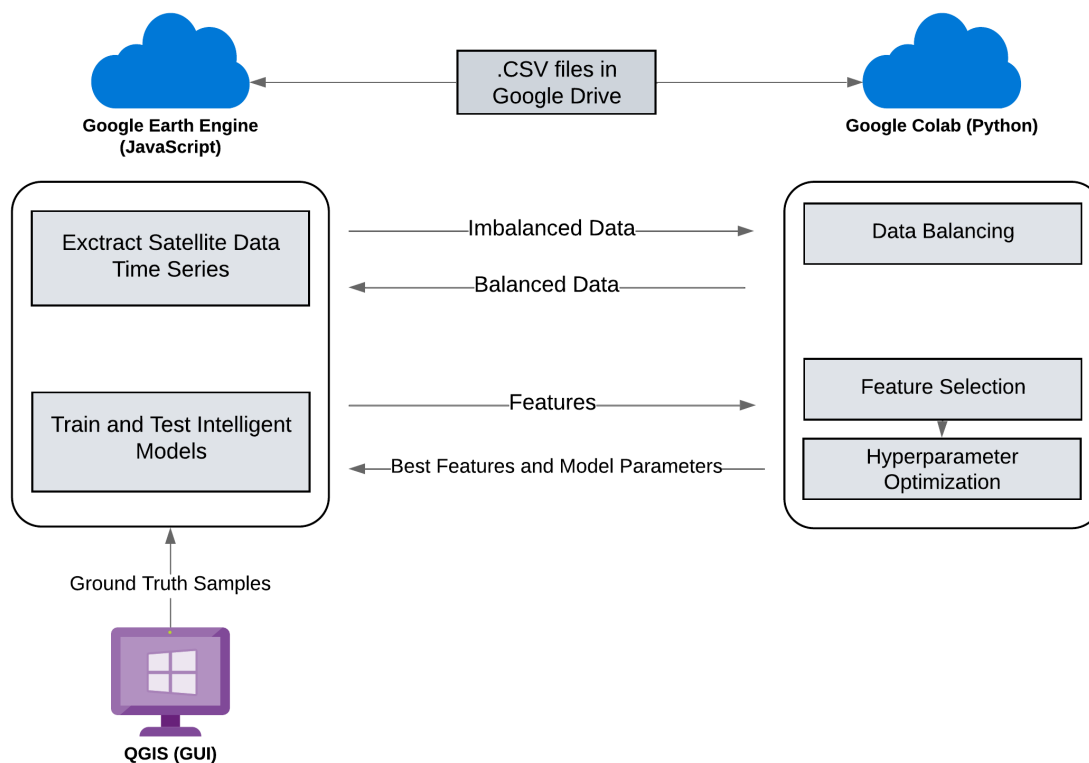 .CSV files in
Google Drive
Google Earth Engine
(JavaScript)
Google Colab (Python)
Exctract Satellite Data
Time Series
Imbalanced Data
Data Balancing
Balanced Data
Train and Test Intelligent
Models
Features
Feature Selection
Best Features and Model Parameters
Hyperparameter
Optimization
Ground Truth Samples
QGIS (GUI)